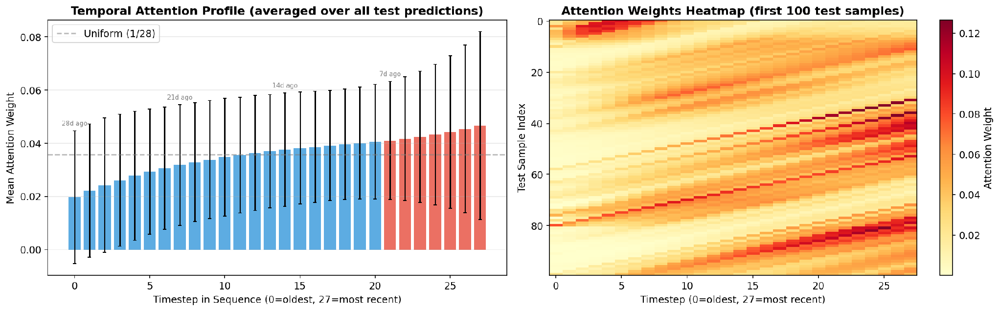 Temporal Attention Profile (averaged over all test predictions)
Uniform (1/28)
Mean Attention Weight
0.08
0.06
0.04
0.02
0.00
28d ago
21d ago
14d ago
7d ago
0 5 10 15 20 25
Timestep in Sequence (0=oldest, 27=most recent)
Attention Weights Heatmap (first 100 test samples)
Test Sample Index
0
20
40
60
80
0 5 10 15 20 25
Timestep (0=oldest, 27=most recent)
0.12
0.10
0.08
0.06
0.04
0.02
Attention Weight